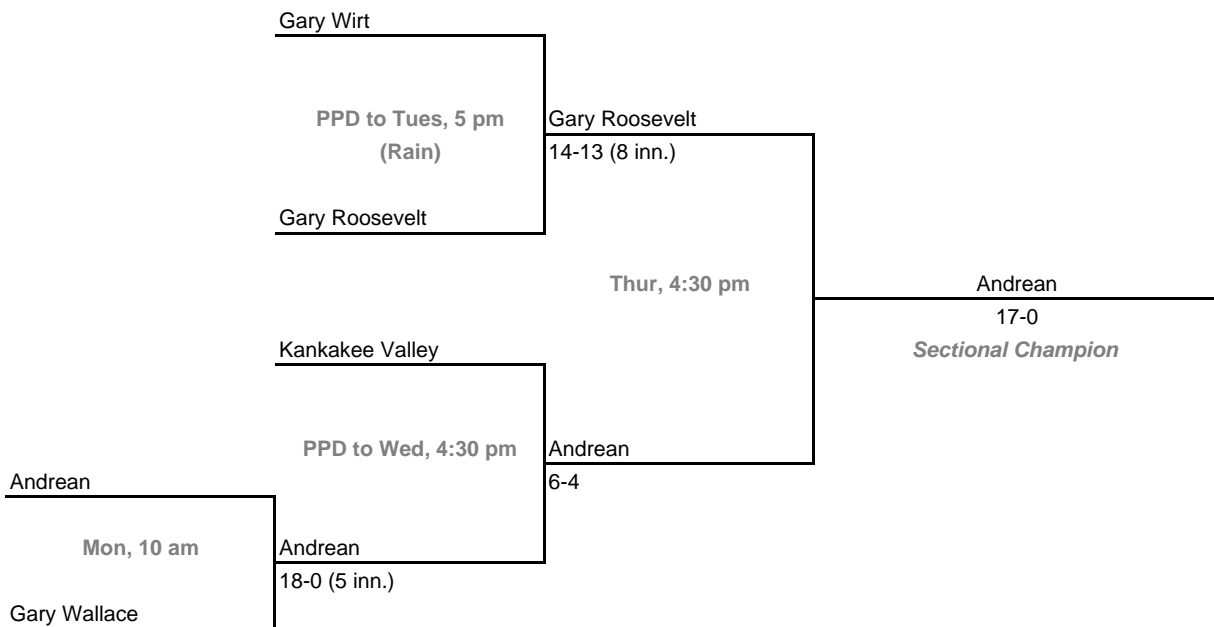 Gary Wirt
PPD to Tues, 5 pm
(Rain)
Gary Roosevelt
14-13 (8 inn.)
Gary Roosevelt
Thur, 4:30 pm
Andrean
17-0
Sectional Champion
Kankakee Valley
PPD to Wed, 4:30 pm
Andrean
6-4
Andrean
Mon, 10 am
Andrean
18-0 (5 inn.)
Gary Wallace